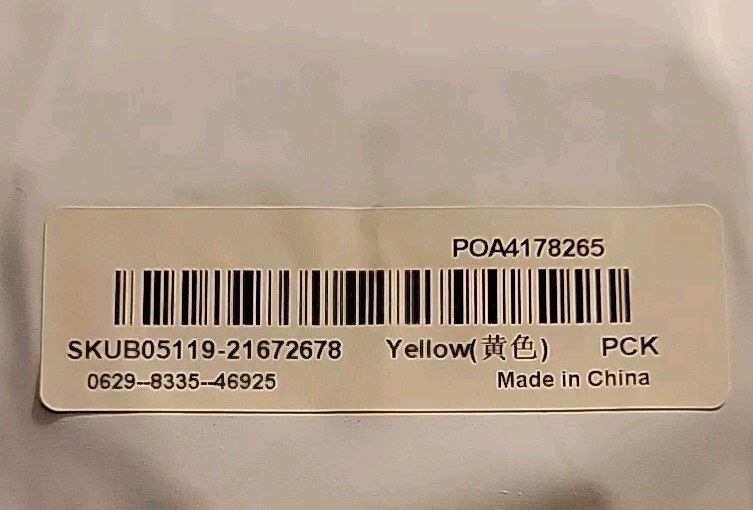 POA4178265
SKUB05119-21672678 Yellow(黄色) PCK
0629--8335--46925 Made in China